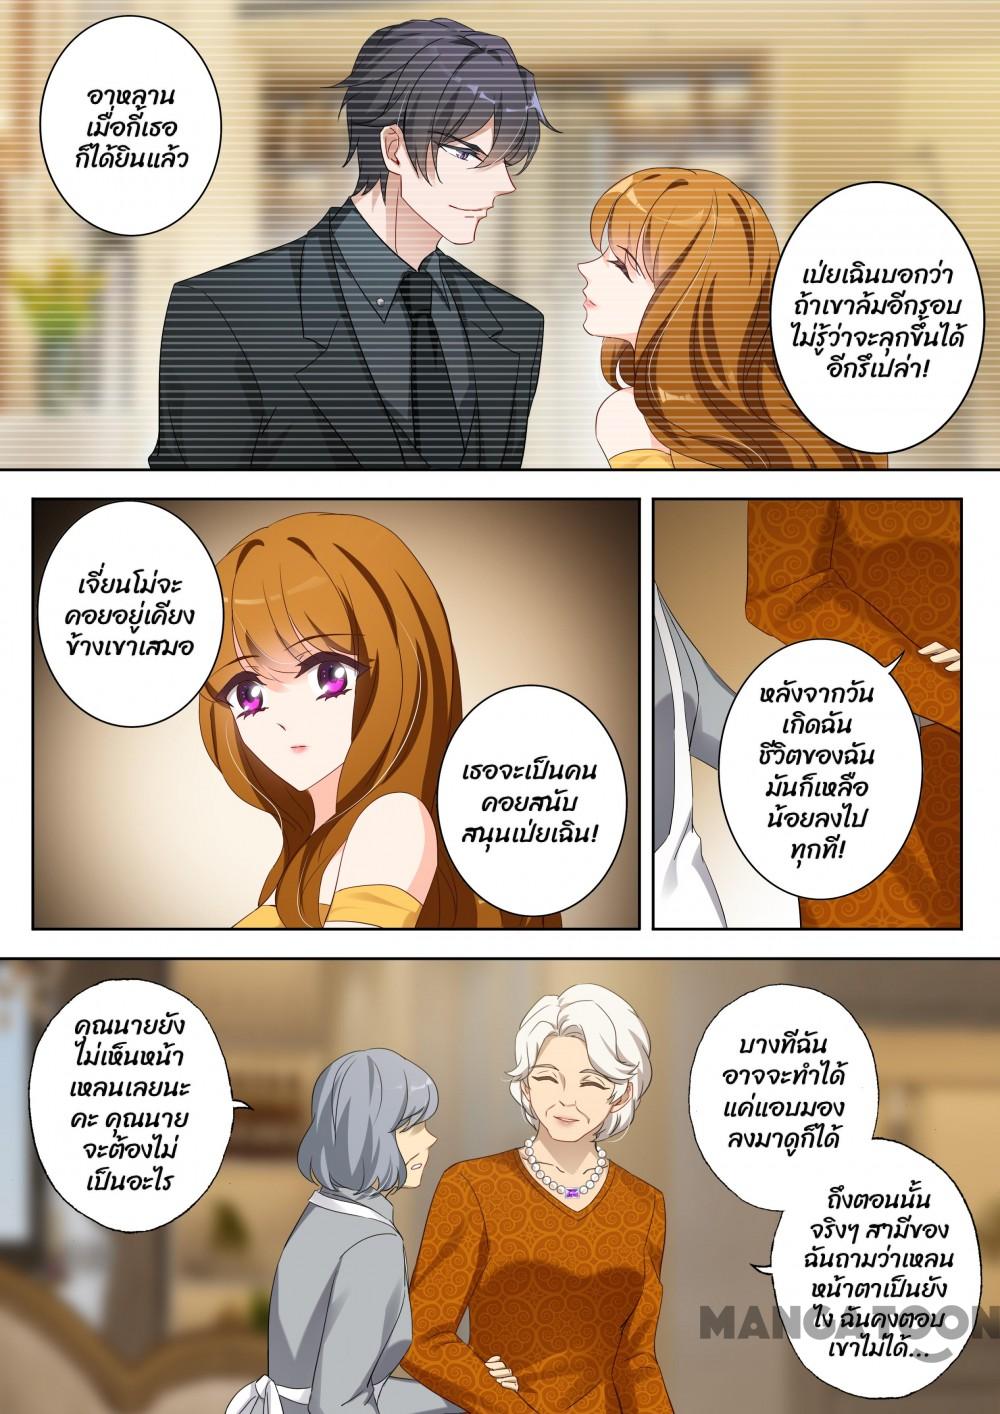 อาหลาน
เมื่อกี้เธอ
ก็ได้ยินแล้ว
เป่ยเฉินบอกว่า
ถ้าเขาล้มอีกรอบ
ไม่รู้ว่าจะลุกขึ้นได้
อีกรึเปล่า!
เจี่ยนโม่จะ
คอยอยู่เคียง
ข้างเขาเสมอ
เธอจะเป็นคน
คอยสนับ
สนุนเป่ยเฉิน!
หลังจากวัน
เกิดฉัน
ชีวิตของฉัน
มันก็เหลือ
น้อยลงไป
ทุกที!
คุณนายยัง
ไม่เห็นหน้า
เหลนเลยนะ
คะ คุณนาย
จะต้องไม่
เป็นอะไร
บางทีฉัน
อาจจะทำได้
แค่แอบมอง
ลงมาดูก็ได้
ถึงตอนนั้น
จริงๆ สามีของ
ฉันถามว่าเหลน
หน้าตาเป็นยัง
ไง ฉันคงตอบ
เขาไม่ได้...
MANGATOON